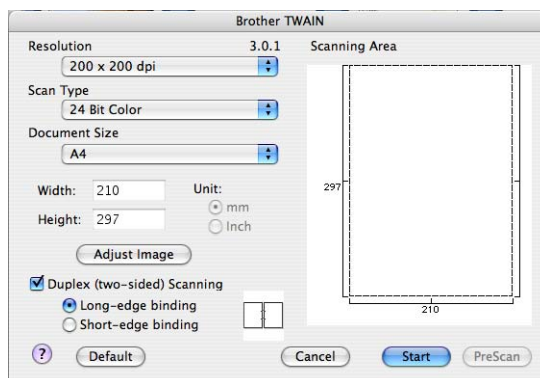 Brother TWAIN
Resolution 3.0.1
200 x 200 dpi
Scan Type
24 Bit Color
Document Size
A4
Width: 210
Height: 297
Unit:
mm
Inch
Adjust Image
Duplex (two-sided) Scanning
Long-edge binding
Short-edge binding
? Default
Scanning Area
297
210
Cancel Start PreScan